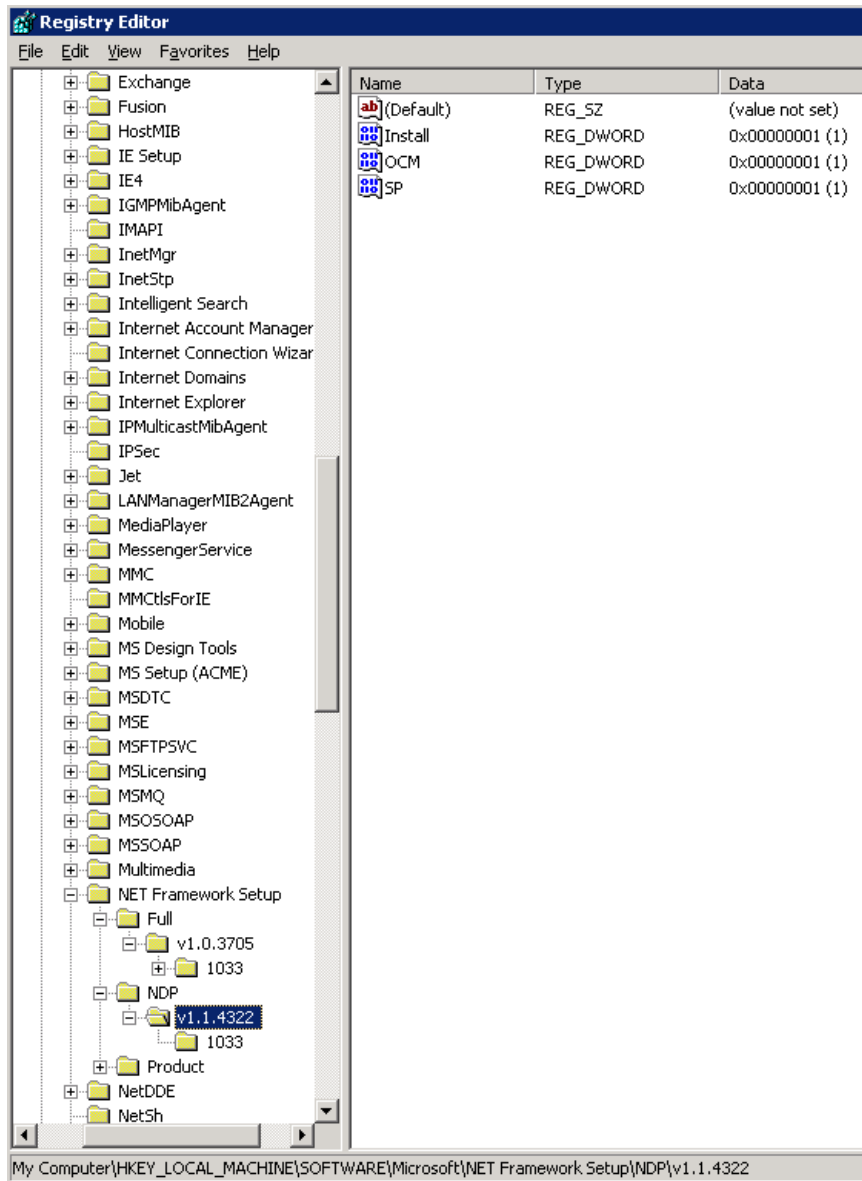 Registry Editor
File Edit View Favorites Help
Exchange
Fusion
HostMIB
IE Setup
IE4
IGMPMibAgent
IMAPI
InetMgr
InetStp
Intelligent Search
Internet Account Manager
Internet Connection Wizar
Internet Domains
Internet Explorer
IPMulticastMibAgent
IPSec
Jet
LANManagerMIB2Agent
MediaPlayer
MessengerService
MMC
MMCtlsForIE
Mobile
MS Design Tools
MS Setup (ACME)
MSDTC
MSE
MSFTPSVC
MSLicensing
MSMQ
MSOSOAP
MSSOAP
Multimedia
NET Framework Setup
Full
v1.0.3705
1033
NDP
v1.1.4322
1033
Product
NetDDE
NetSh
Name Type Data
(Default) REG_SZ (value not set)
Install REG_DWORD 0x00000001 (1)
OCM REG_DWORD 0x00000001 (1)
SP REG_DWORD 0x00000001 (1)
My Computer\HKEY_LOCAL_MACHINE\SOFTWARE\Microsoft\NET Framework Setup\NDP\v1.1.4322